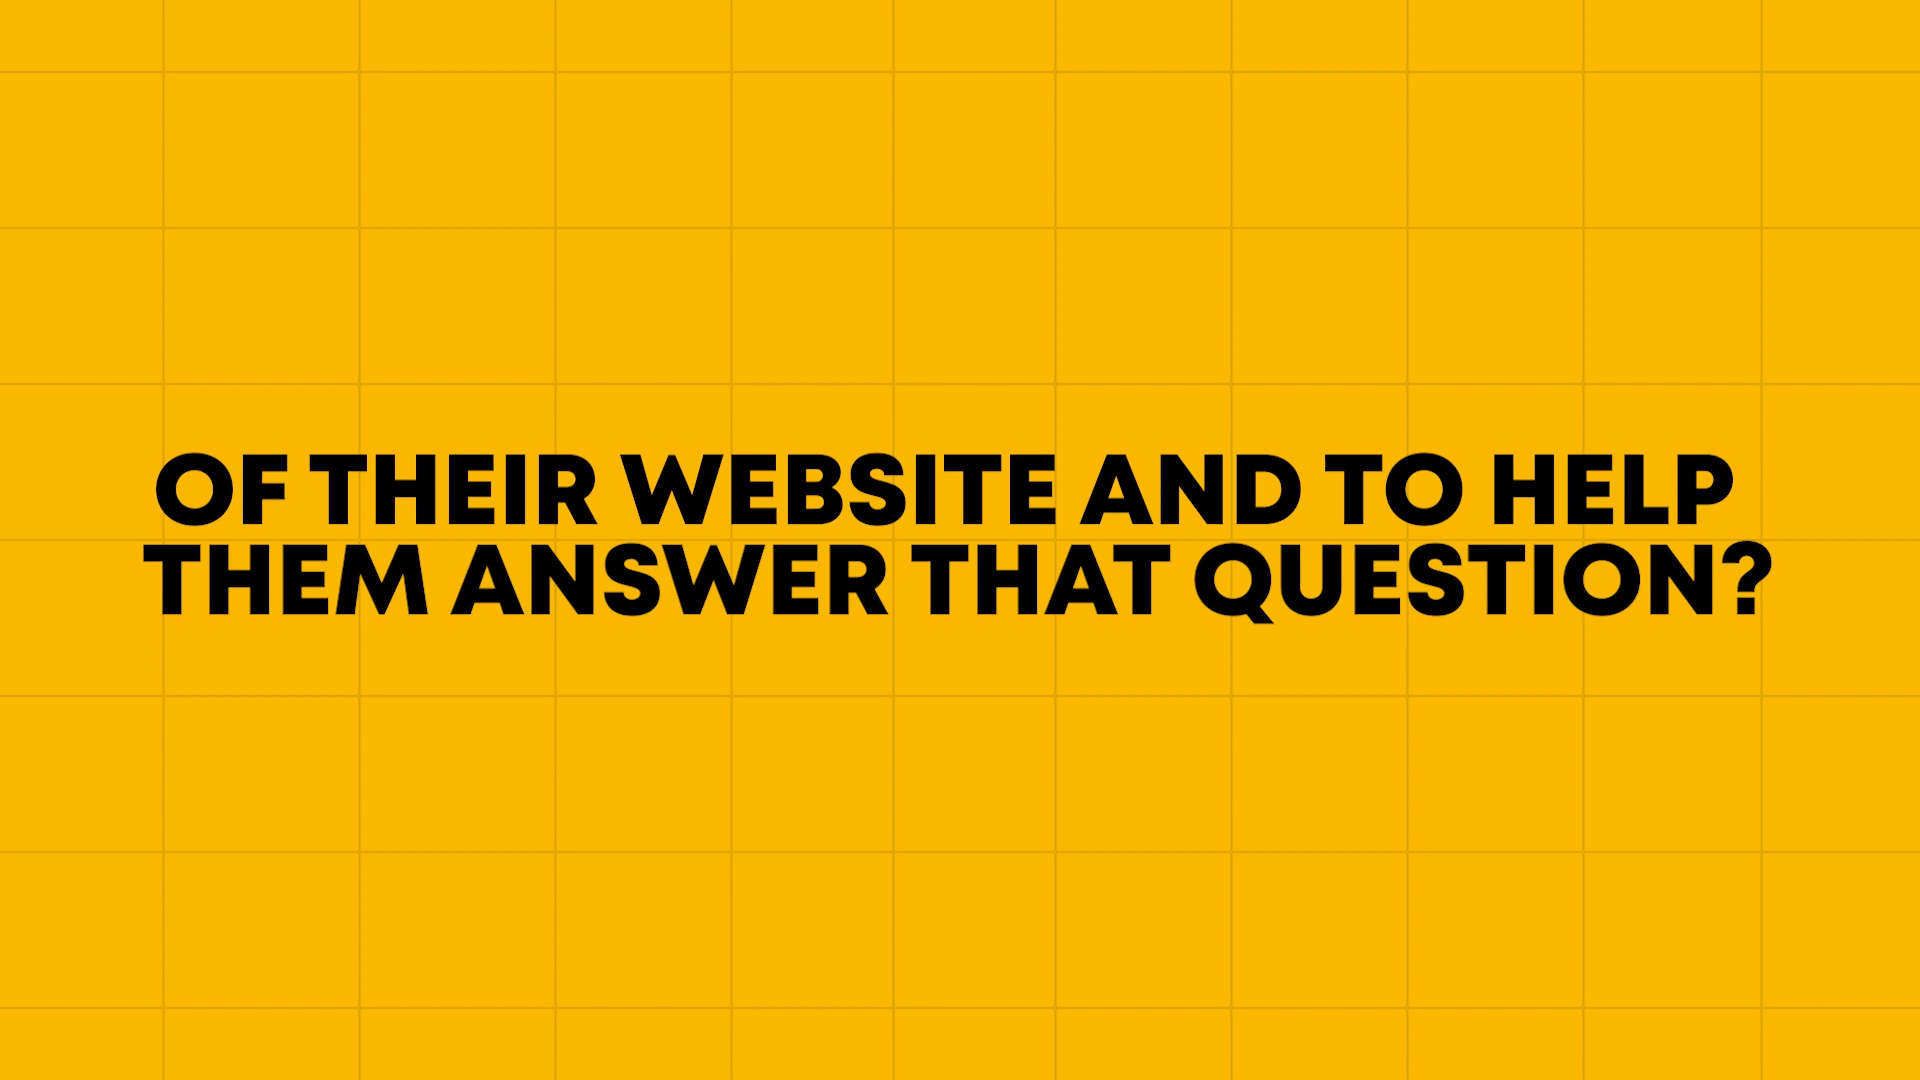 OF THEIR WEBSITE AND TO HELP
THEM ANSWER THAT QUESTION?